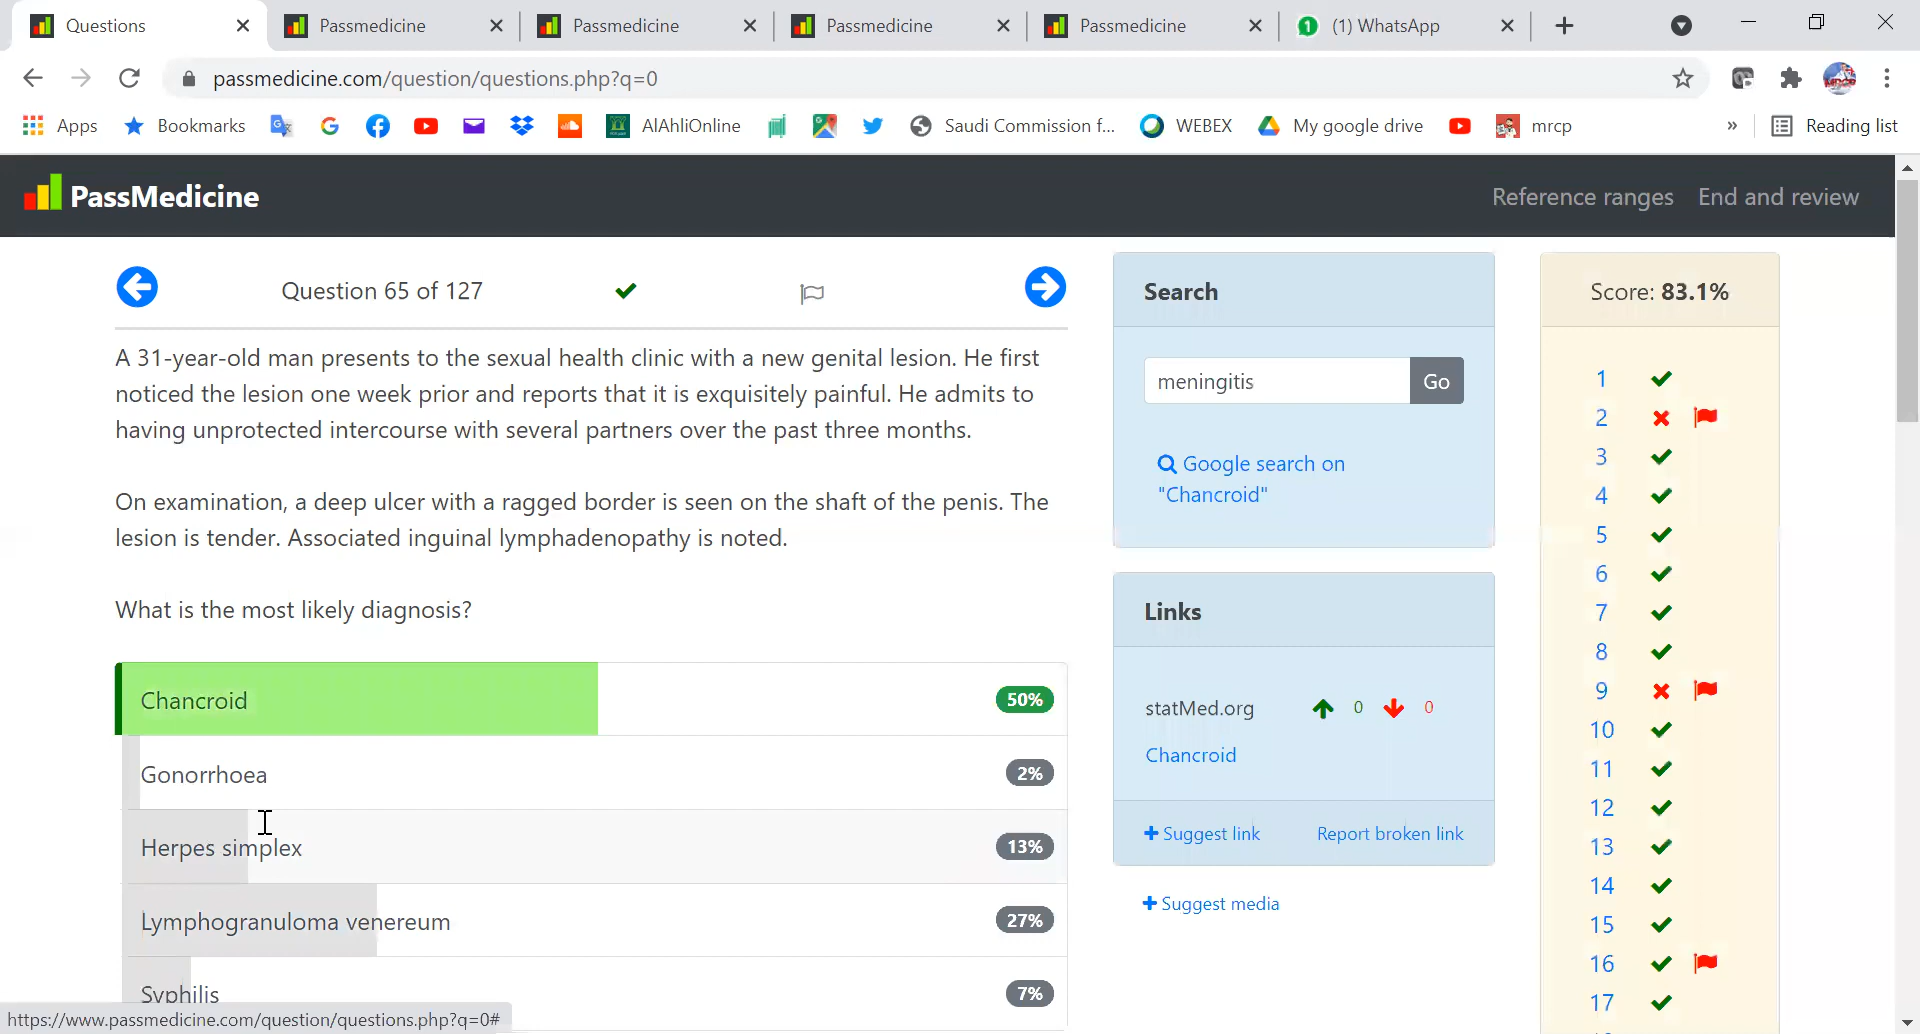 Questions
Passmedicine
Passmedicine
Passmedicine
Passmedicine
1
(1) WhatsApp
passmedicine.com/question/questions.php?q=0
Apps
Bookmarks
AlAhliOnline
Saudi Commission f...
WEBEX
My google drive
mrcp
»
Reading list
PassMedicine
Reference ranges
End and review
Question 65 of 127
A 31-year-old man presents to the sexual health clinic with a new genital lesion. He first
noticed the lesion one week prior and reports that it is exquisitely painful. He admits to
having unprotected intercourse with several partners over the past three months.
On examination, a deep ulcer with a ragged border is seen on the shaft of the penis. The
lesion is tender. Associated inguinal lymphadenopathy is noted.
What is the most likely diagnosis?
Chancroid 50%
Gonorrhoea 2%
Herpes simplex 13%
Lymphogranuloma venereum 27%
Syphilis 7%
https://www.passmedicine.com/question/questions.php?q=0#
Search
meningitis Go
Google search on
"Chancroid"
Links
statMed.org 0 0
Chancroid
Suggest link Report broken link
Suggest media
Score: 83.1%
1
2
3
4
5
6
7
8
9
10
11
12
13
14
15
16
17